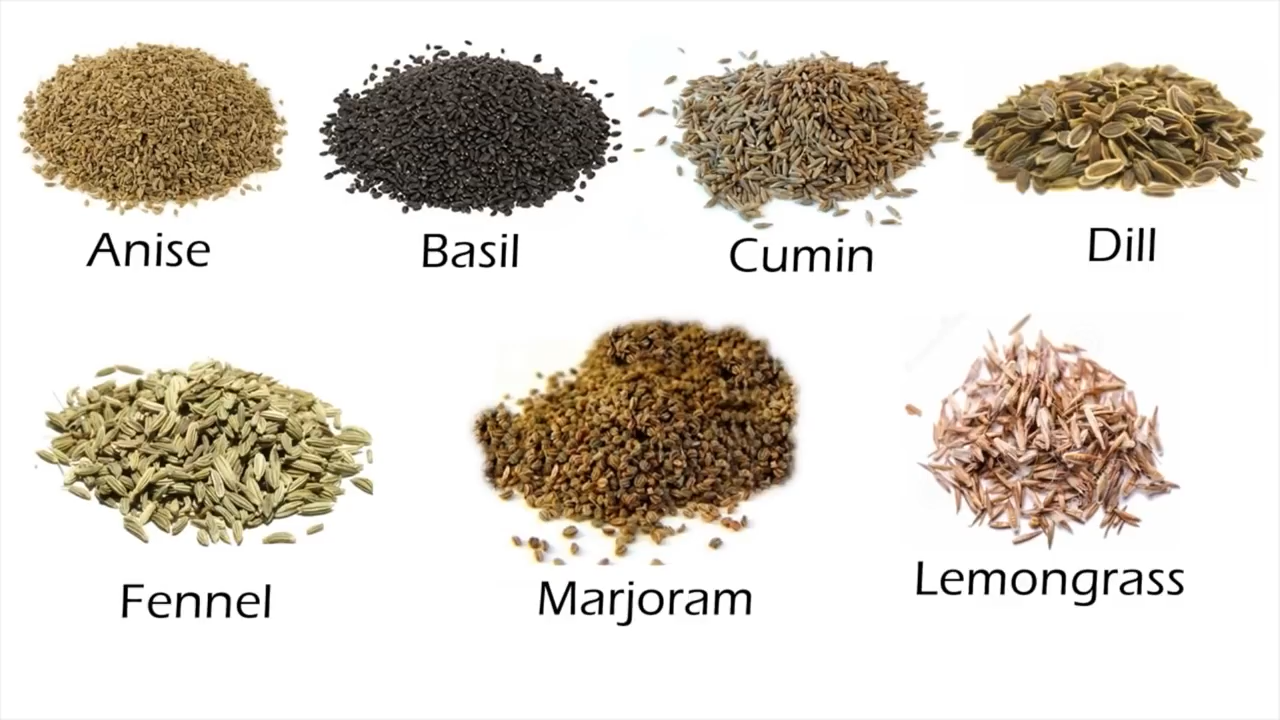 Anise
Basil
Cumin
Dill
Fennel
Marjoram
Lemongrass